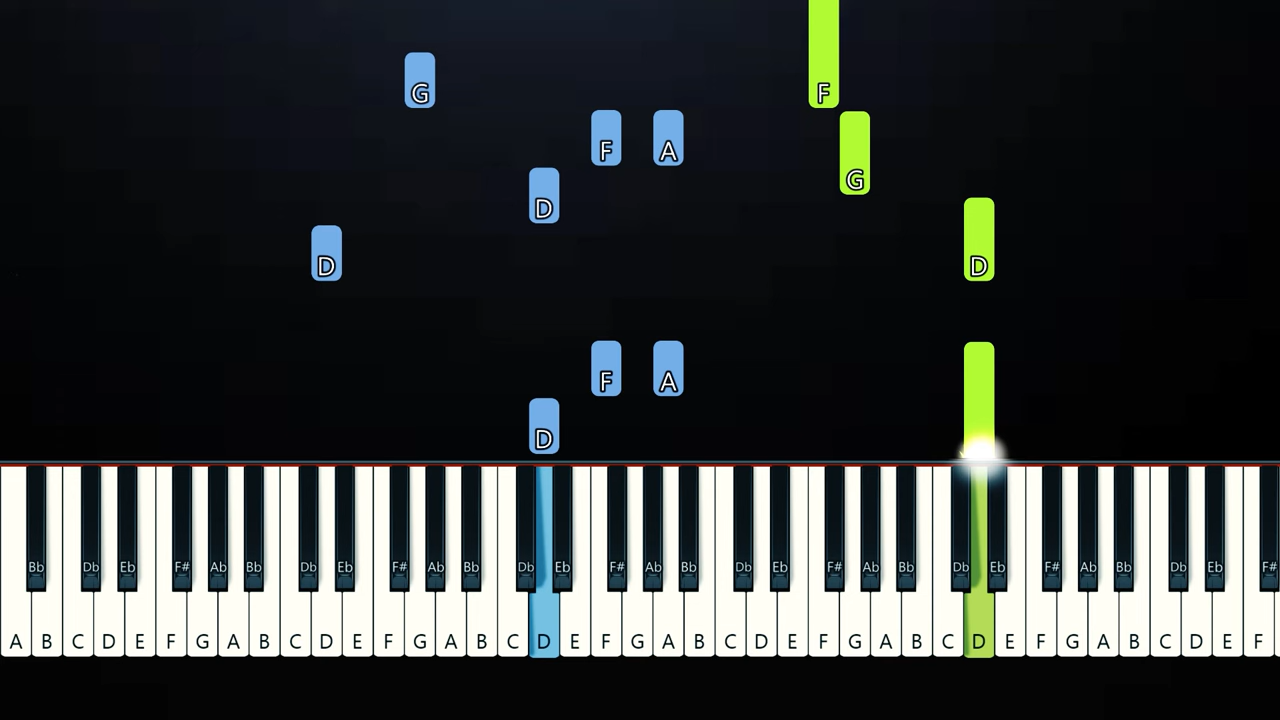 G F
F A
G
D
D D
F A
D
Bb Db Eb F# Ab Bb Db Eb F# Ab Bb Db Eb F# Ab Bb Db Eb F# Ab Bb Db Eb F# Ab Bb Db Eb F#
A B C D E F G A B C D E F G A B C D E F G A B C D E F G A B C D E F G A B C D E F